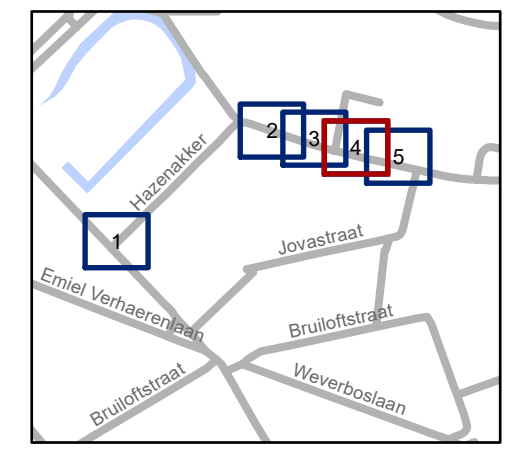 2
3
4
5
Hazenakker
1
Jovastraat
Emiel Verhaerenlaan
Bruiloftstraat
Weverboslaan
Bruiloftstraat